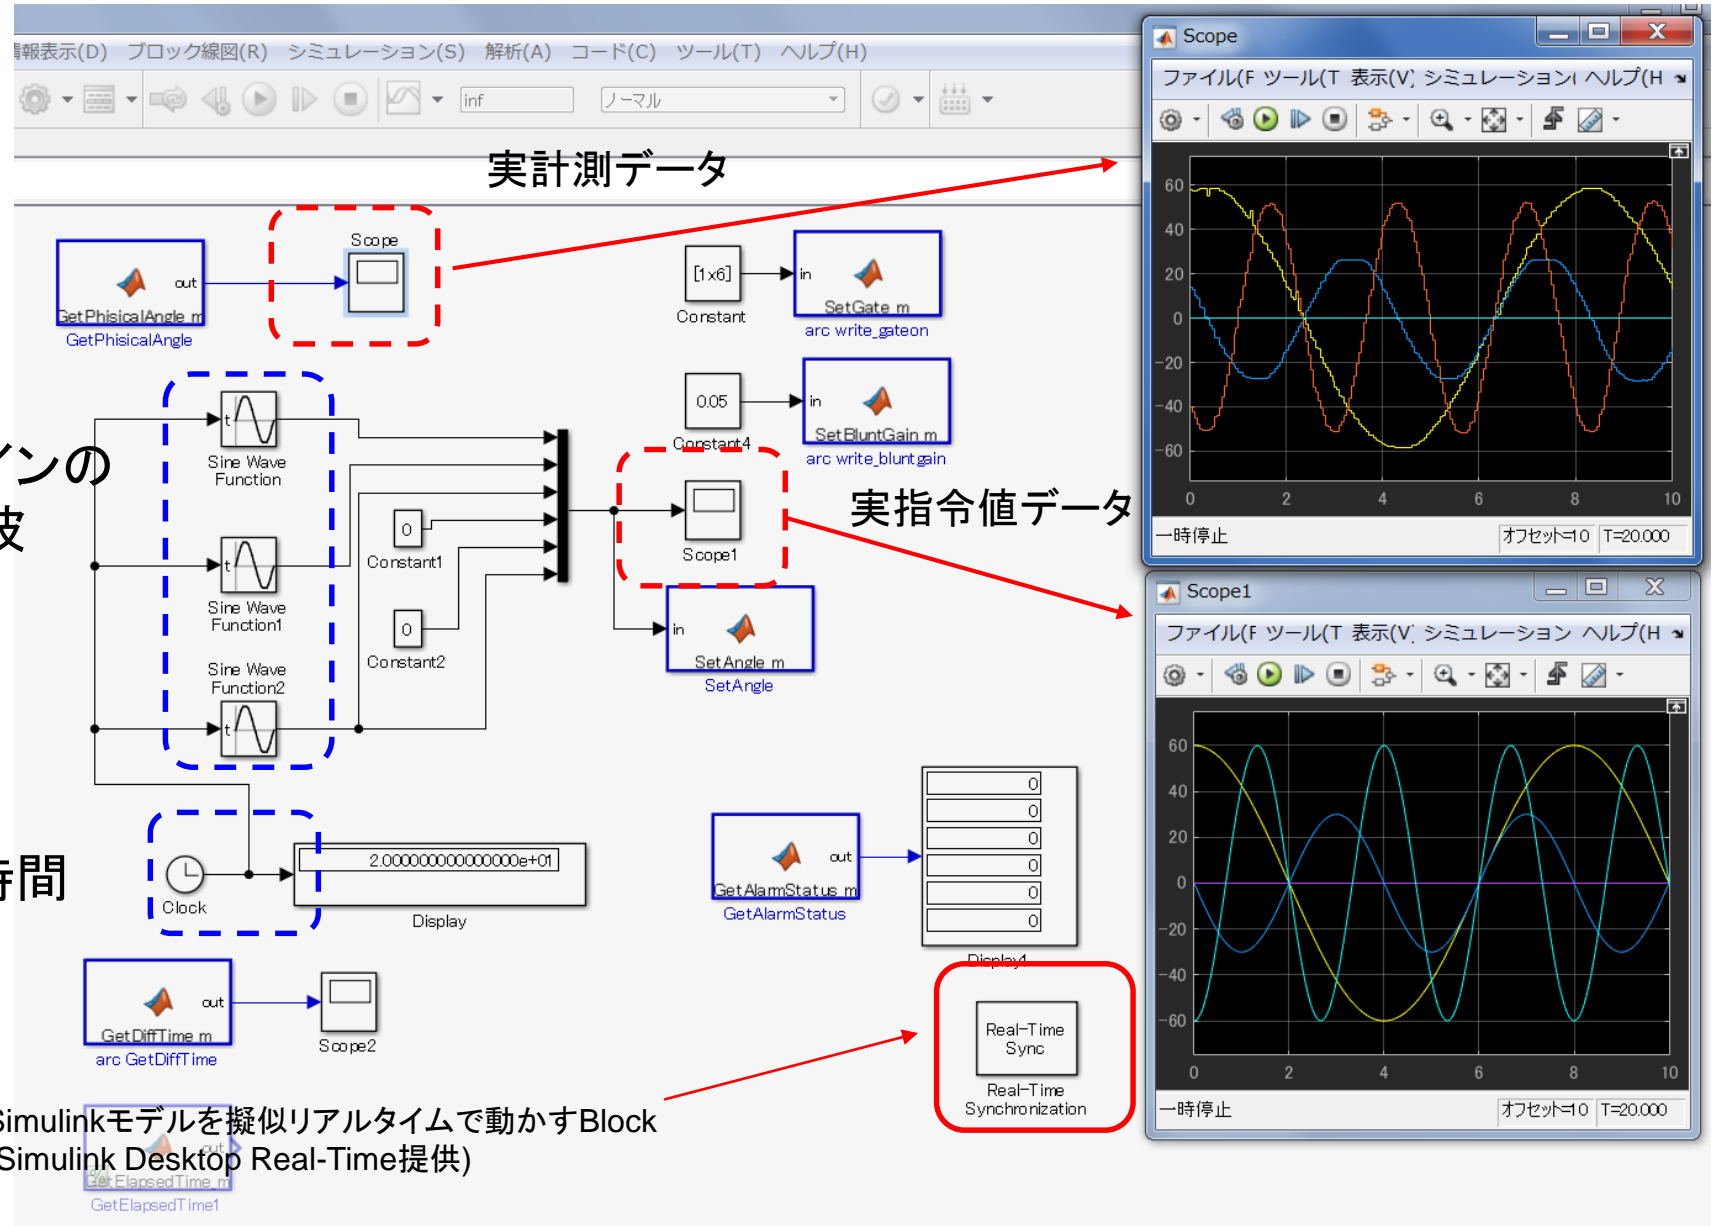 情報表示(D) ブロック線図(R) シミュレーション(S) 解析(A) コード(C) ツール(T) ヘルプ(H)
inf ノーマル
実計測データ
Scope
out
GetPhisicalAngle_m
GetPhisicalAngle
[1x6]
Constant
in
SetGate_m
arc write_gateon
0.05
Constant4
in
SetBluntGain_m
arc write_bluntgain
インの
波
t
Sine Wave
Function
t
Sine Wave
Function1
Sine Wave
Function2
t
0
Constant1
0
Constant2
Scope1
実指令値データ
in
SetAngle_m
SetAngle
時間
Clock
2.000000000000000e+01
Display
out
GetAlarmStatus_m
GetAlarmStatus
0
0
0
0
0
0
Display1
out
GetDiffTime_m
arc GetDiffTime
Scope2
Real-Time
Sync
Real-Time
Synchronization
Simulinkモデルを擬似リアルタイムで動かすBlock
Simulink Desktop Real-Time提供)
out
GetElapsedTime_m
GetElapsedTime1
Scope
ファイル(F ツール(T 表示(V) シミュレーション( ヘルプ(H
60
40
20
0
-20
-40
-60
0 2 4 6 8 10
一時停止 オフセット=10 T=20.000
Scope1
ファイル(F ツール(T 表示(V) シミュレーション ヘルプ(H
60
40
20
0
-20
-40
-60
0 2 4 6 8 10
一時停止 オフセット=10 T=20.000